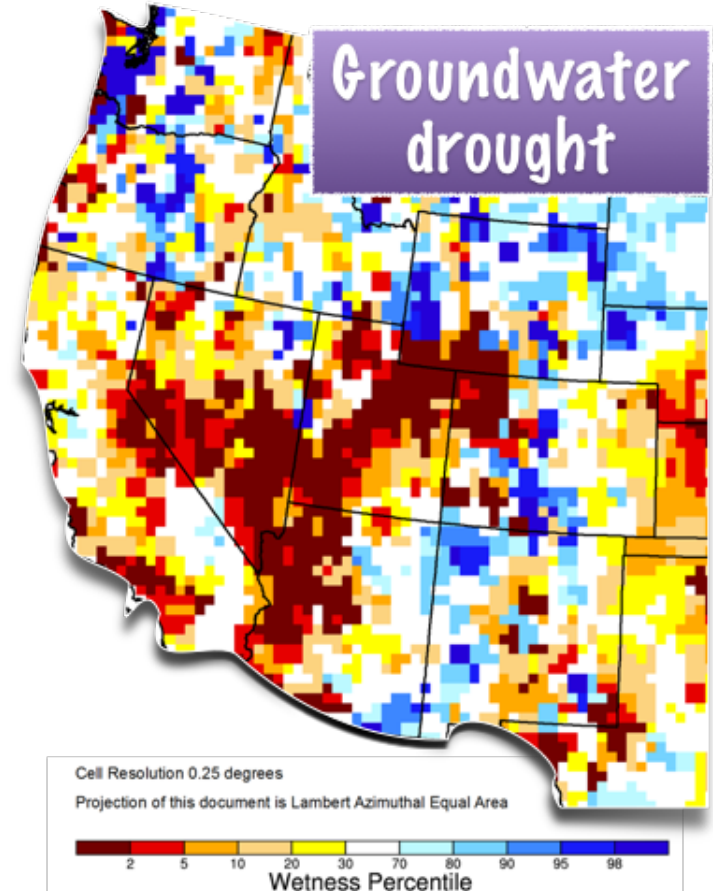 Groundwater
drought
Cell Resolution 0.25 degrees
Projection of this document is Lambert Azimuthal Equal Area
2 5 10 20 30 70 80 90 95 98
Wetness Percentile